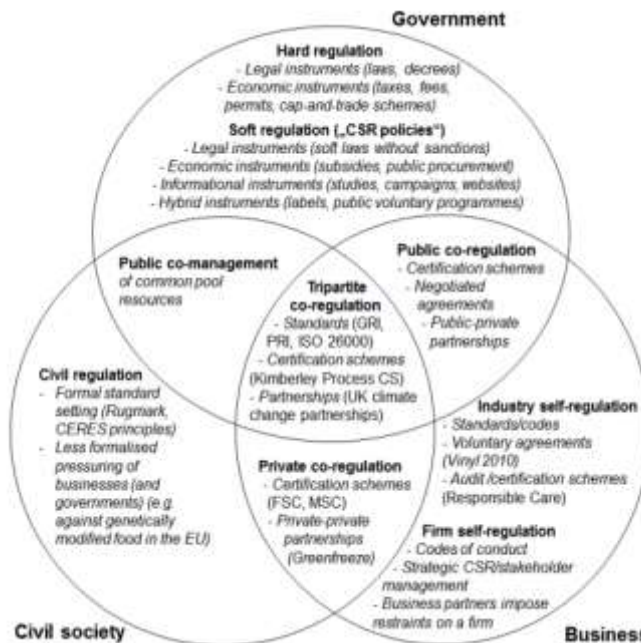 Government
Hard regulation
- Legal instruments (laws, decrees)
- Economic instruments (taxes, fees,
permits, cap-and-trade schemes)
Soft regulation („CSR policies“)
- Legal instruments (soft laws without sanctions)
- Economic instruments (subsidies, public procurement)
- Informational instruments (studies, campaigns, websites)
- Hybrid instruments (labels, public voluntary programmes)
Public co-management
of common pool
resources
Tripartite
co-regulation
- Standards (GRI,
PRI, ISO 26000)
- Certification schemes
(Kimberley Process CS)
- Partnerships (UK climate
change partnerships)
Public co-regulation
- Certification schemes
- Negotiated
agreements
- Public-private
partnerships
Civil regulation
- Formal standard
setting (Rugmark,
CERES principles)
- Less formalised
pressuring of
businesses (and
governments) (e.g.
against genetically
modified food in the EU)
Private co-regulation
- Certification schemes
(FSC, MSC)
- Private-private
partnerships
(Greenfreeze)
Industry self-regulation
- Standards/codes
- Voluntary agreements
(Vinyl 2010)
- Audit /certification schemes
(Responsible Care)
Firm self-regulation
- Codes of conduct
- Strategic CSR/stakeholder
management
- Business partners impose
restraints on a firm
Civil society
Business